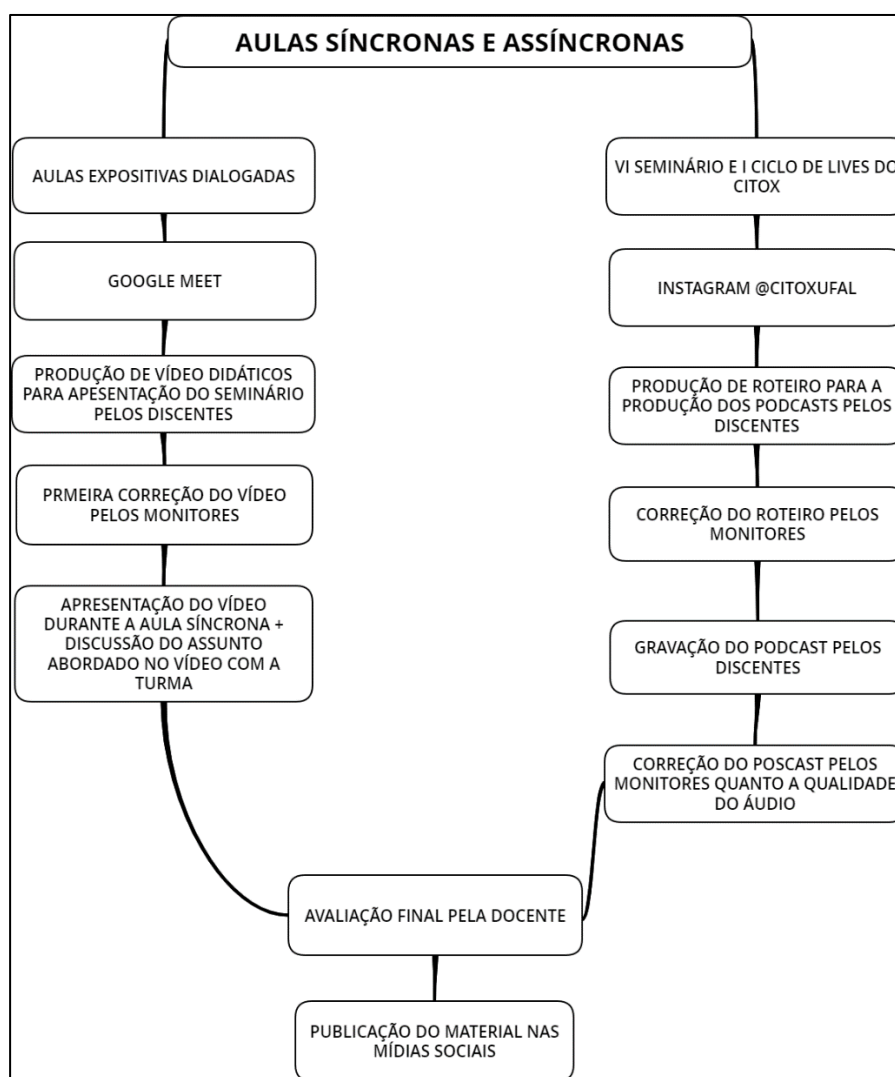 AULAS SÍNCRONAS E ASSÍNCRONAS
AULAS EXPOSITIVAS DIALOGADAS
GOOGLE MEET
PRODUÇÃO DE VÍDEO DIDÁTICOS
PARA APESENTAÇÃO DO SEMINÁRIO
PELOS DISCENTES
PRMEIRA CORREÇÃO DO VÍDEO
PELOS MONITORES
APRESENTAÇÃO DO VÍDEO
DURANTE A AULA SÍNCRONA +
DISCUSSÃO DO ASSUNTO
ABORDADO NO VÍDEO COM A
TURMA
VI SEMINÁRIO E I CICLO DE LIVES DO
CITOX
INSTAGRAM @CITOXUFAL
PRODUÇÃO DE ROTEIRO PARA A
PRODUÇÃO DOS PODCASTS PELOS
DISCENTES
CORREÇÃO DO ROTEIRO PELOS
MONITORES
GRAVAÇÃO DO PODCAST PELOS
DISCENTES
CORREÇÃO DO POSCAST PELOS
MONITORES QUANTO A QUALIDADE
DO ÁUDIO
AVALIAÇÃO FINAL PELA DOCENTE
PUBLICAÇÃO DO MATERIAL NAS
MÍDIAS SOCIAIS